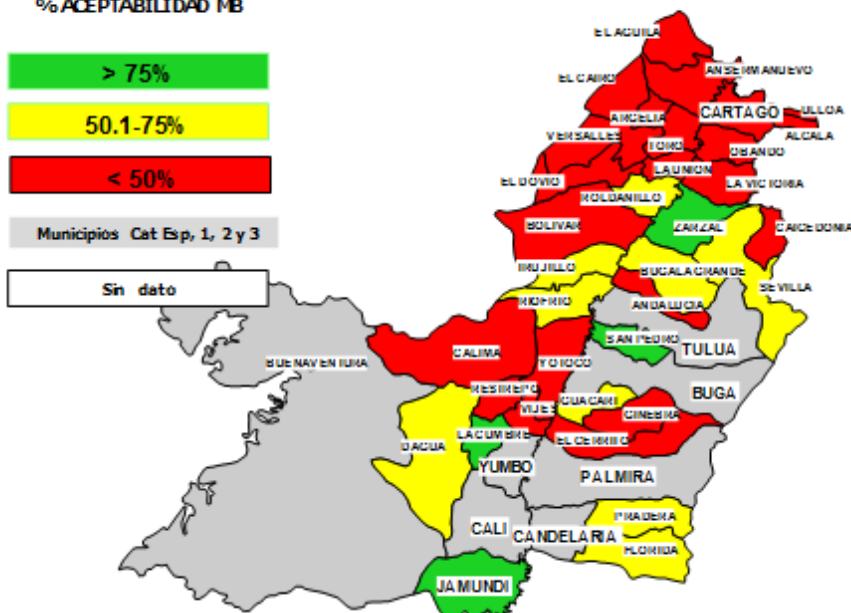 % ACEPTABILIDAD MB
> 75%
50.1-75%
< 50%
Municipios Cat Esp, 1, 2 y 3
Sin dato
EL AGUILA
ANSERMANUEVO
EL CAIRO
CARTAGO
ULLOA
ARGELIA
ALCALA
VERSALLES
TORO
OBANDO
LA UNION
EL DOVIO
LA VICTORIA
ROLDANILLO
BOLIVAR
ZARZAL
CAICEDONIA
TRUJILLO
BUGALAGRANDE
SEVILLA
RIOFRIO
ANDALUCIA
SAN PEDRO
TULUA
BUENAVENTURA
CALIMA
YOTOCO
RESTREPO
BUGA
GUACARI
VIJES
GINEBRA
DAGUA
LA CUMBRE
EL CERRITO
YUMBO
PALMIRA
PRADERA
CALI
CANDELARIA
FLORIDA
JAMUNDI